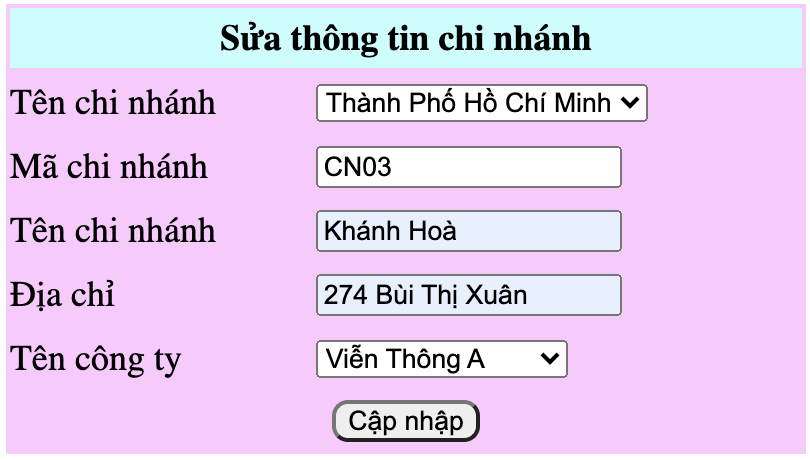 Sửa thông tin chi nhánh
Tên chi nhánh Thành Phố Hồ Chí Minh
Mã chi nhánh CN03
Tên chi nhánh Khánh Hoà
Địa chỉ 274 Bùi Thị Xuân
Tên công ty Viễn Thông A
Cập nhập